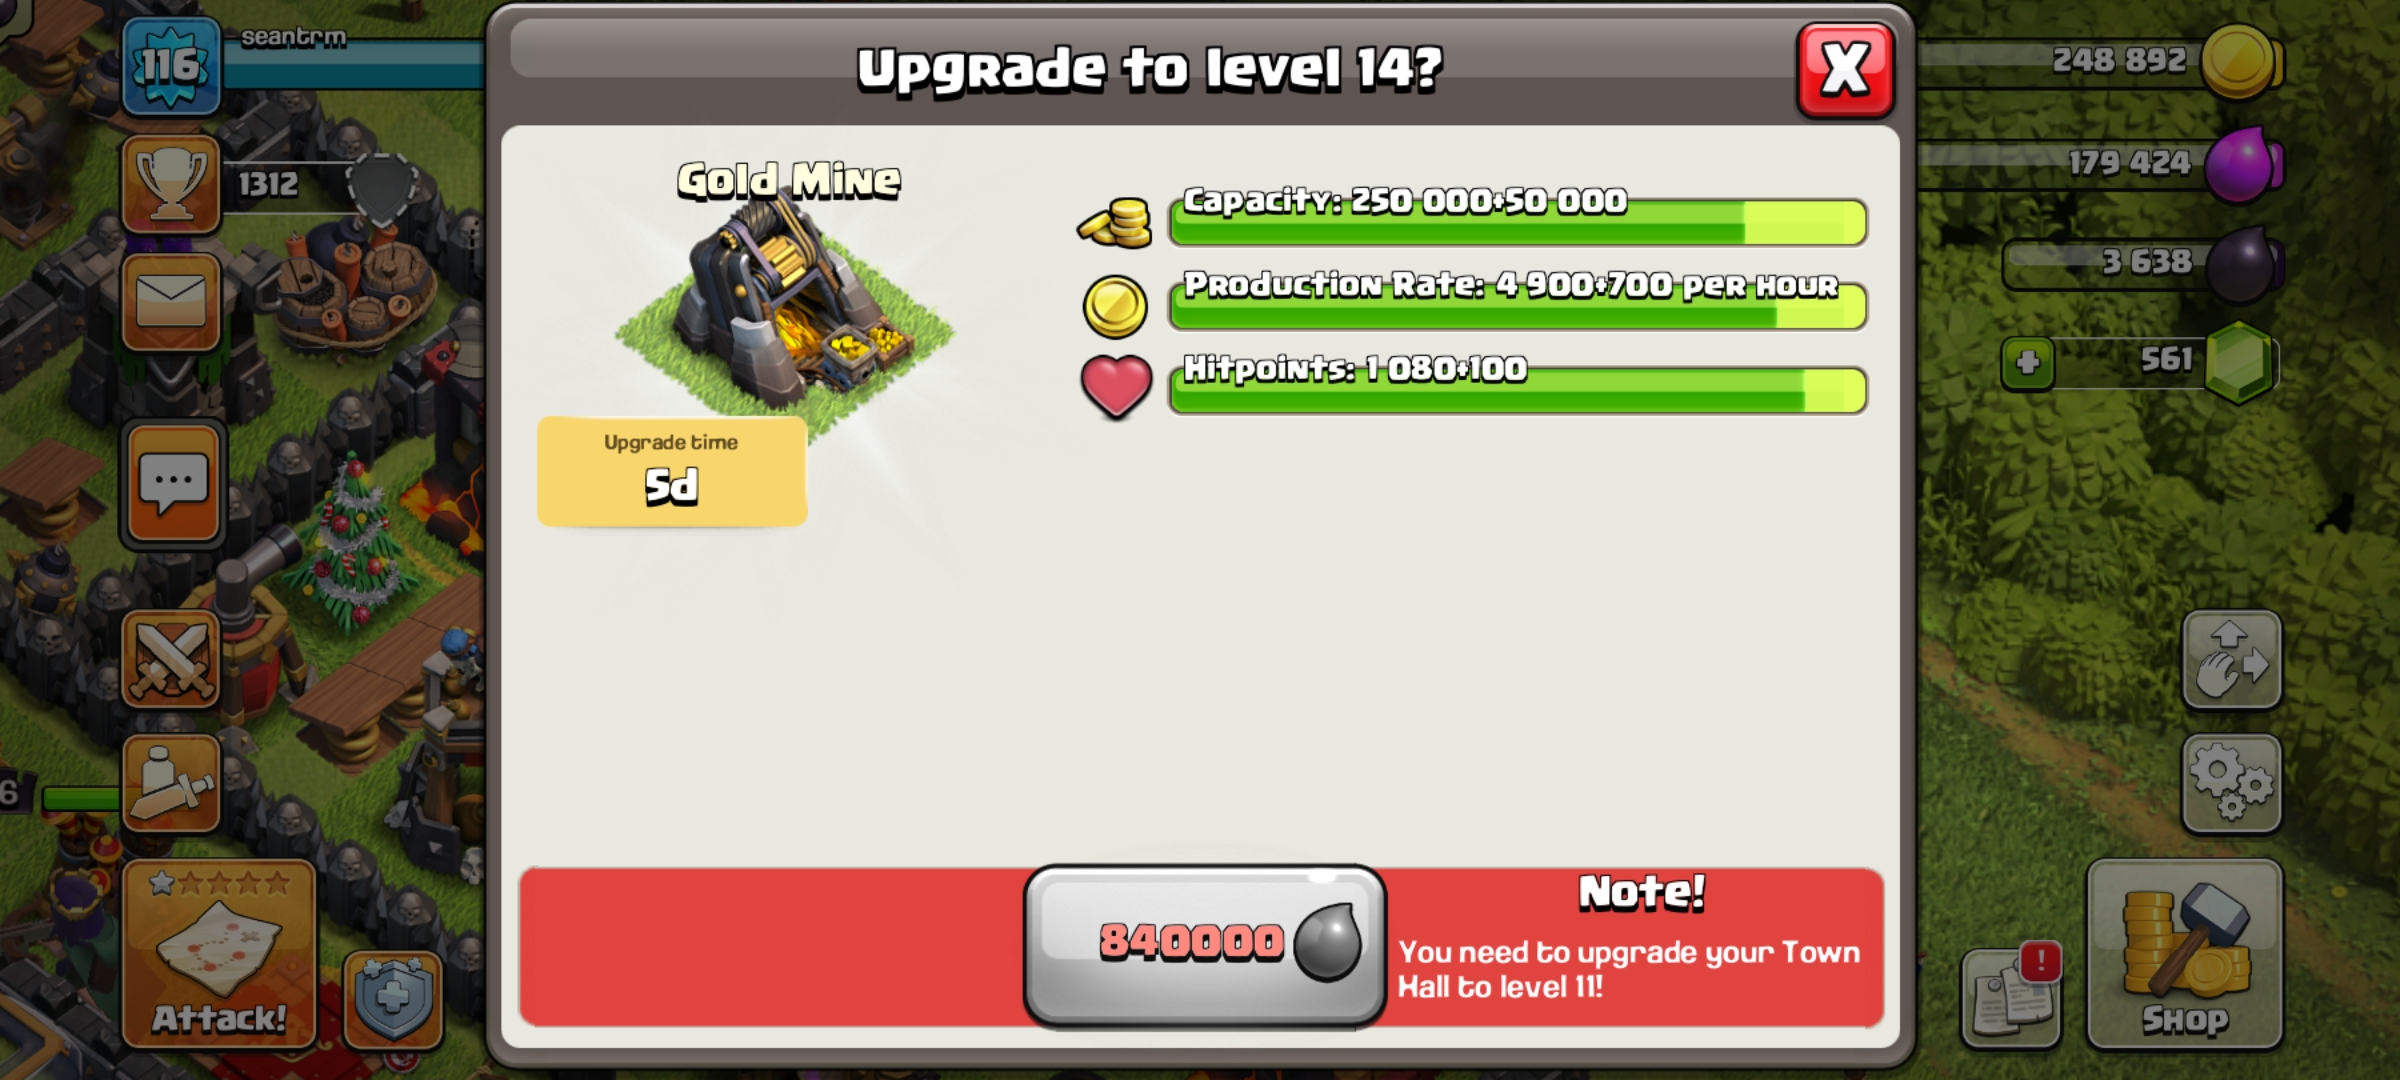 116
seantrm
1312
6
Attack!
Upgrade to level 14?
X
Gold Mine
Upgrade time
5d
Capacity: 250 000+50 000
Production Rate: 4 900+700 per hour
Hitpoints: 1 080+100
840000
Note!
You need to upgrade your Town
Hall to level 11!
248 892
179 424
3 638
561
!
Shop